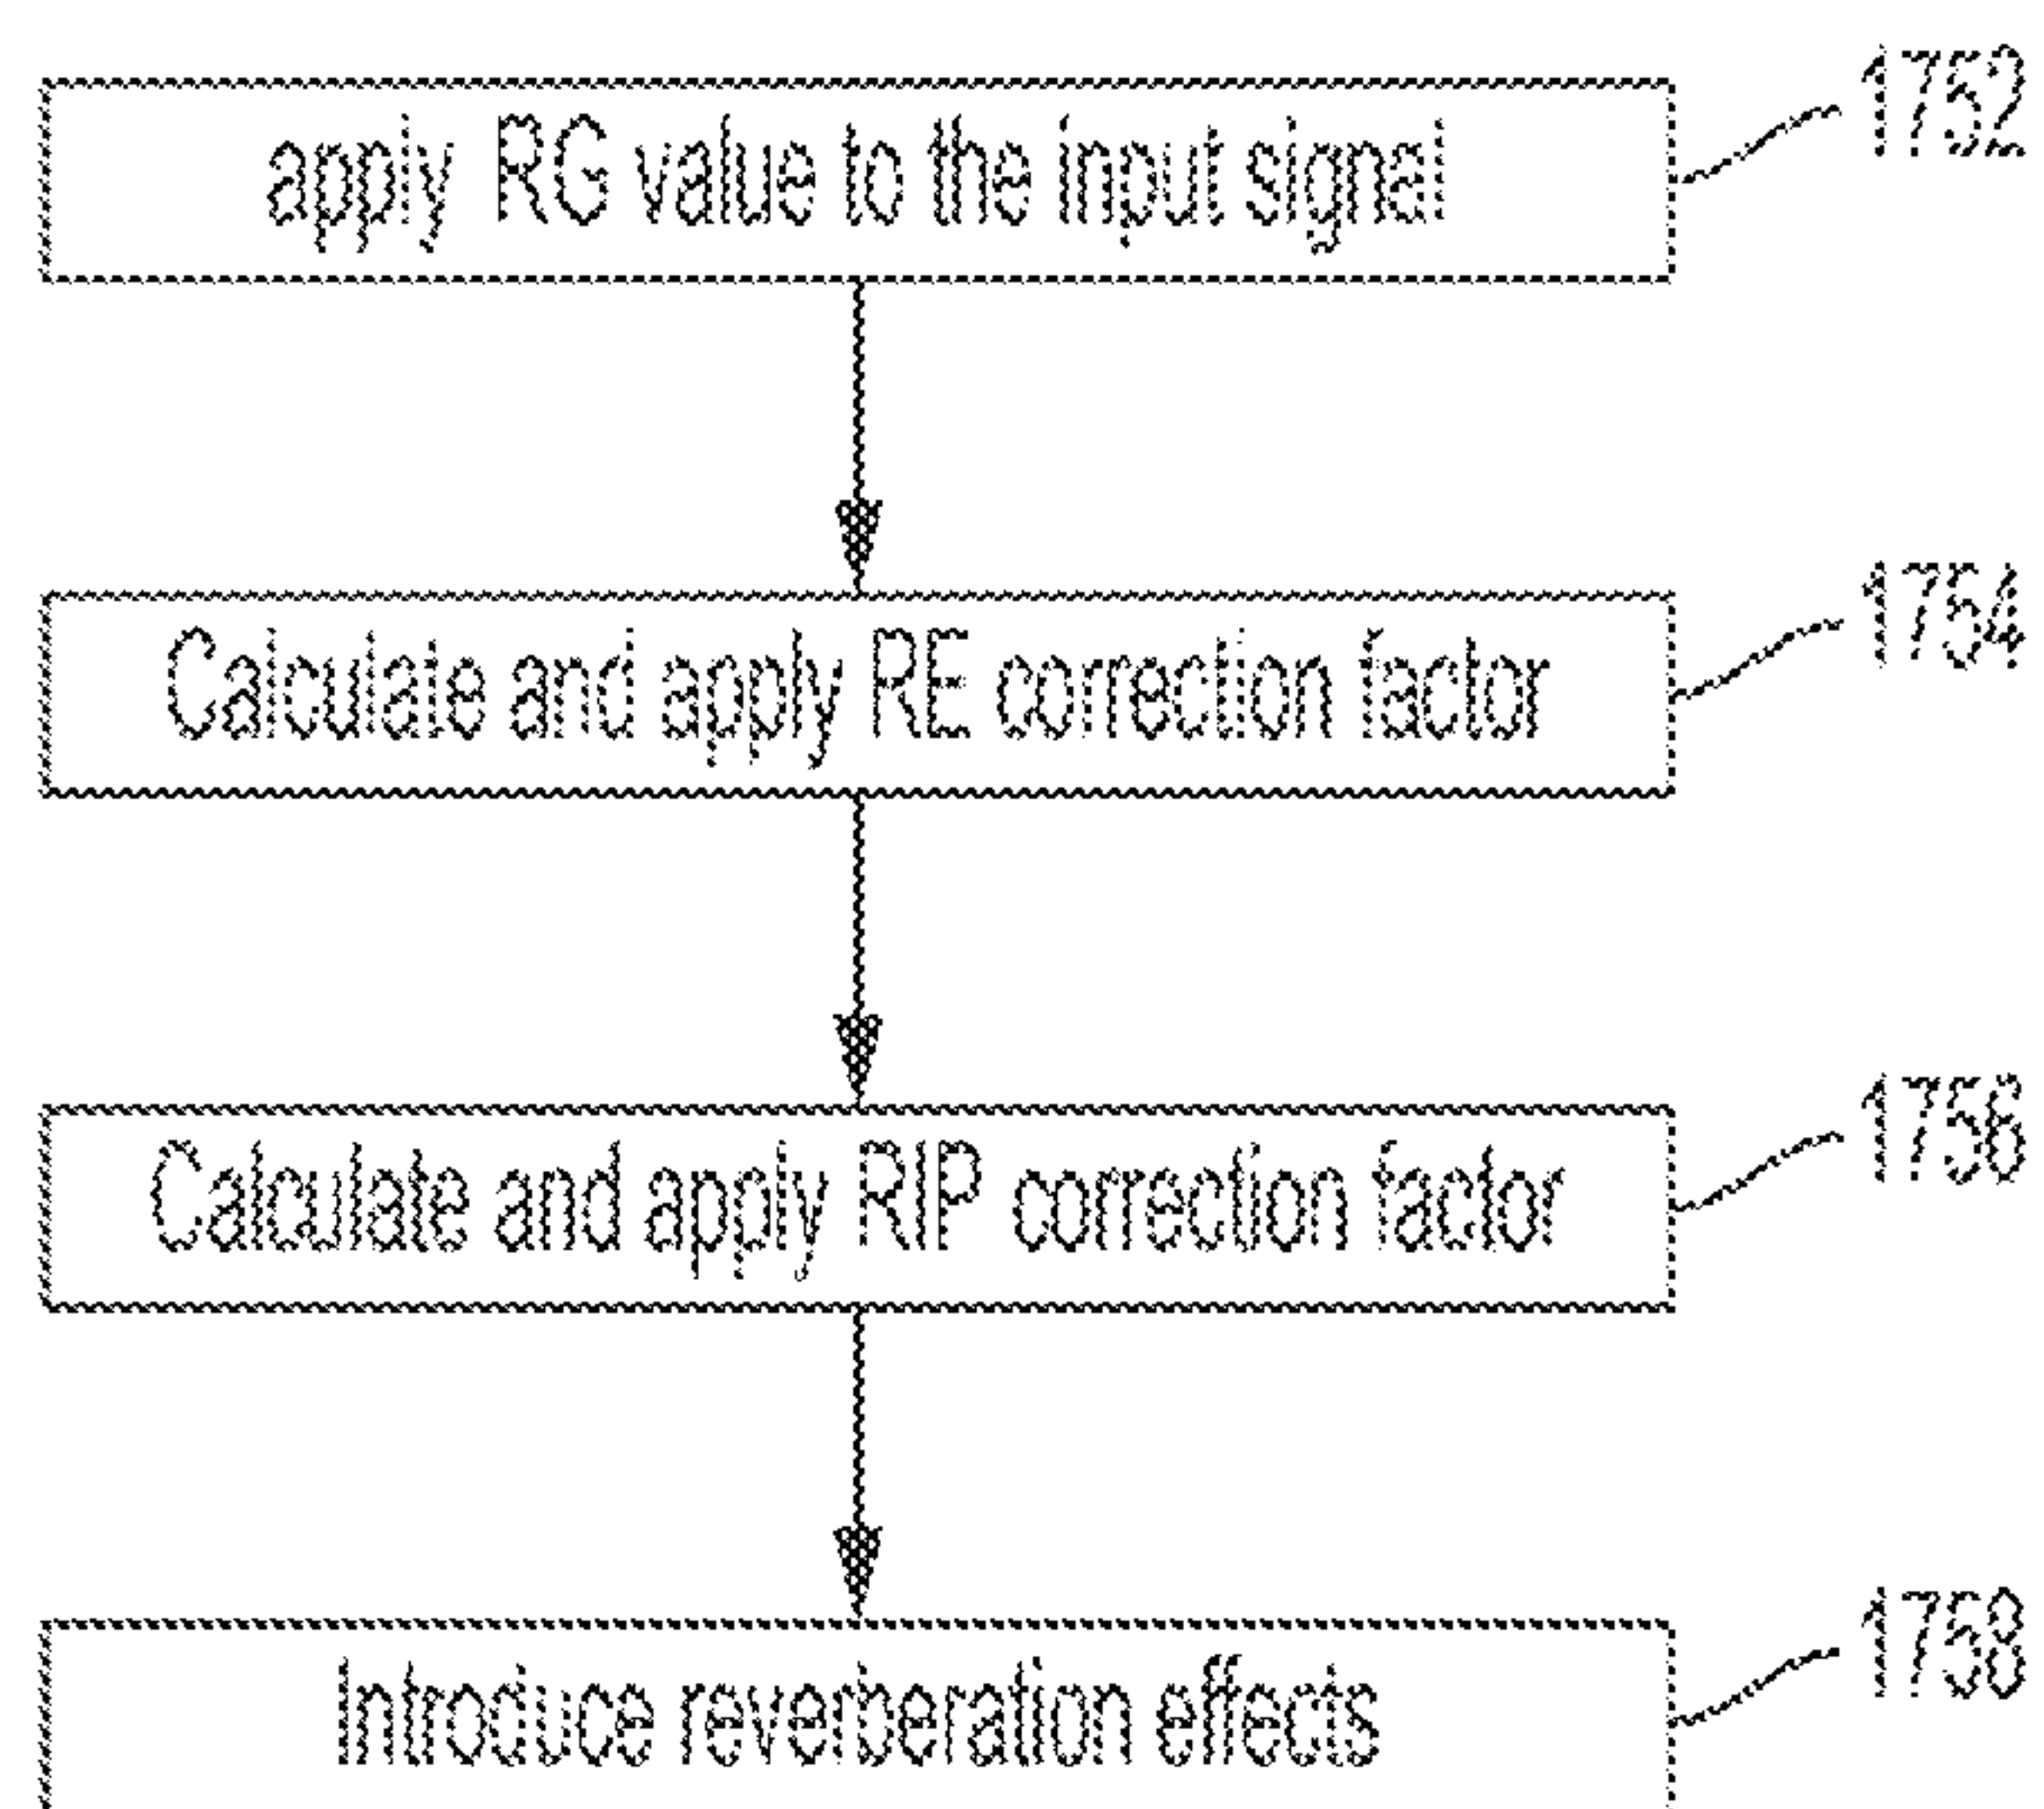 apply RG value to the input signal
1752
Calculate and apply RE correction factor
1754
Calculate and apply RIP correction factor
1756
Introduce reverberation effects
1758